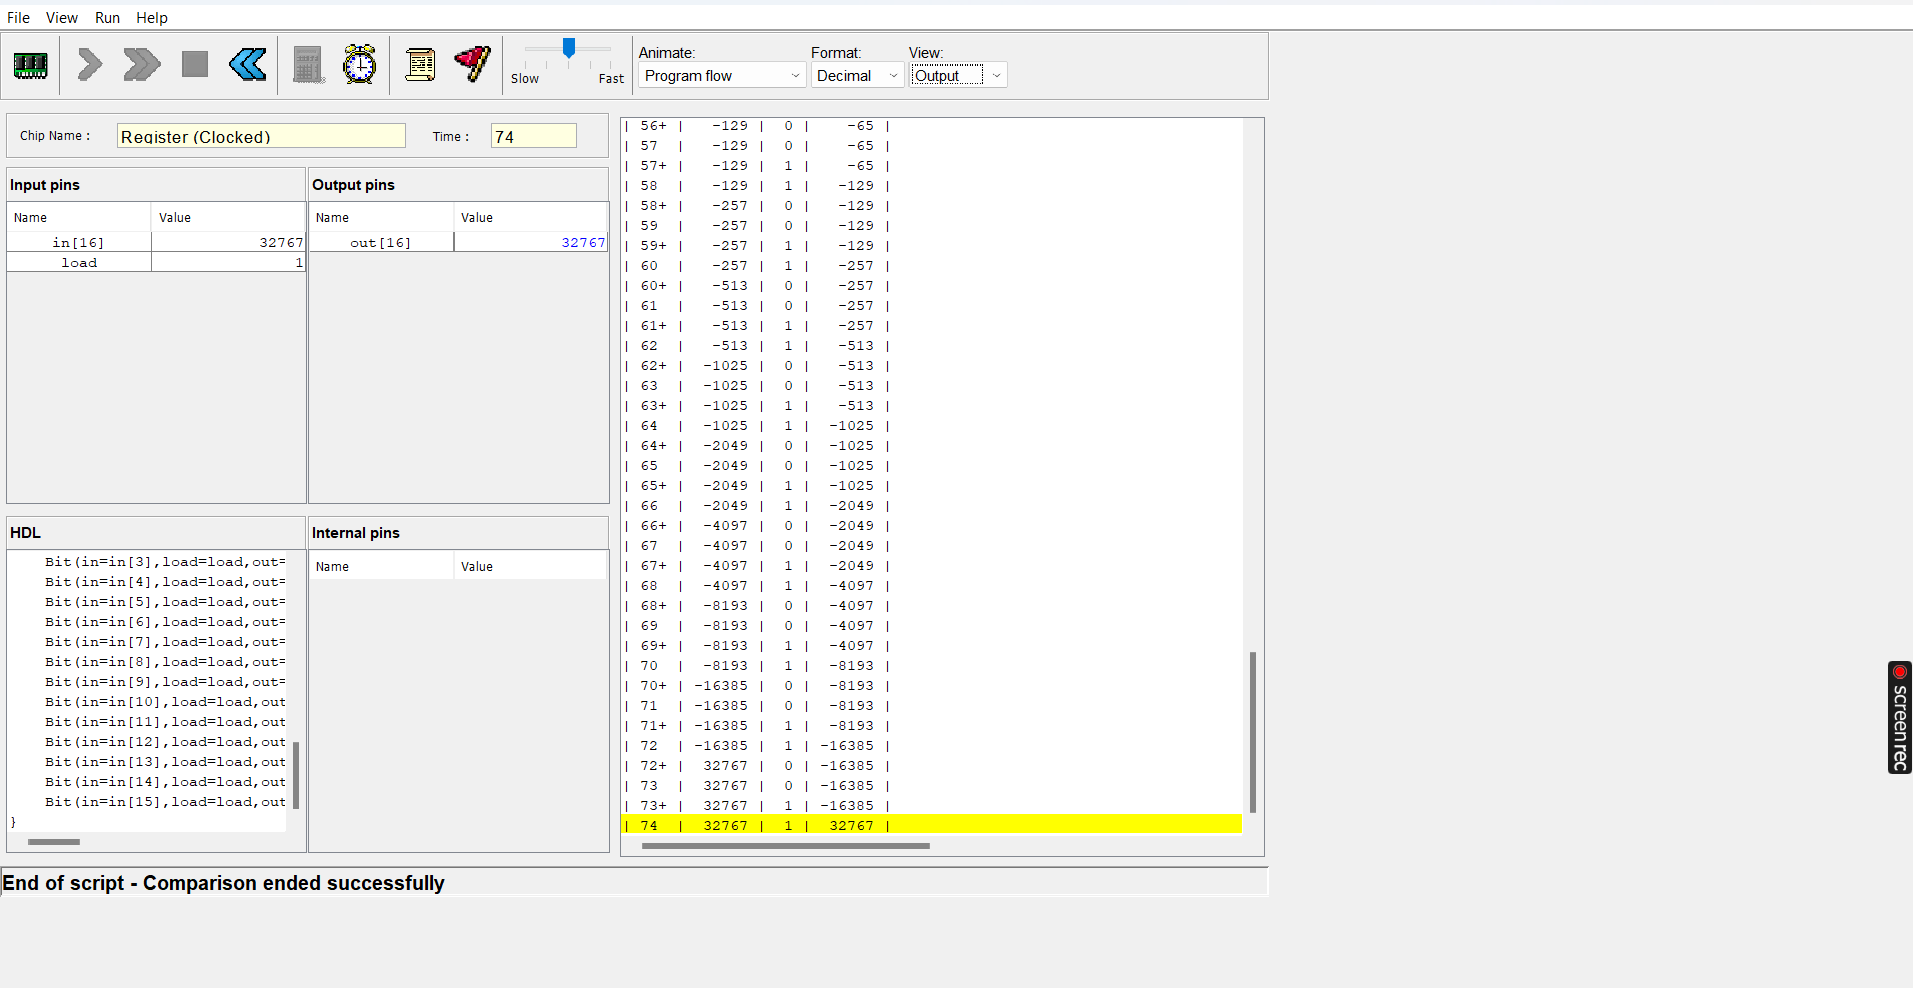 File View Run Help
Animate: Format: View:
Slow Fast Program flow Decimal Output
Chip Name : Register (Clocked) Time : 74
Input pins
Name Value
in[16] 32767
load 1
Output pins
Name Value
out[16] 32767
HDL
Bit(in=in[3],load=load,out=
Bit(in=in[4],load=load,out=
Bit(in=in[5],load=load,out=
Bit(in=in[6],load=load,out=
Bit(in=in[7],load=load,out=
Bit(in=in[8],load=load,out=
Bit(in=in[9],load=load,out=
Bit(in=in[10],load=load,out
Bit(in=in[11],load=load,out
Bit(in=in[12],load=load,out
Bit(in=in[13],load=load,out
Bit(in=in[14],load=load,out
Bit(in=in[15],load=load,out
}
Internal pins
Name Value
| 56+ | -129 | 0 | -65 |
| 57 | -129 | 0 | -65 |
| 57+ | -129 | 1 | -65 |
| 58 | -129 | 1 | -129 |
| 58+ | -257 | 0 | -129 |
| 59 | -257 | 0 | -129 |
| 59+ | -257 | 1 | -129 |
| 60 | -257 | 1 | -257 |
| 60+ | -513 | 0 | -257 |
| 61 | -513 | 0 | -257 |
| 61+ | -513 | 1 | -257 |
| 62 | -513 | 1 | -513 |
| 62+ | -1025 | 0 | -513 |
| 63 | -1025 | 0 | -513 |
| 63+ | -1025 | 1 | -513 |
| 64 | -1025 | 1 | -1025 |
| 64+ | -2049 | 0 | -1025 |
| 65 | -2049 | 0 | -1025 |
| 65+ | -2049 | 1 | -1025 |
| 66 | -2049 | 1 | -2049 |
| 66+ | -4097 | 0 | -2049 |
| 67 | -4097 | 0 | -2049 |
| 67+ | -4097 | 1 | -2049 |
| 68 | -4097 | 1 | -4097 |
| 68+ | -8193 | 0 | -4097 |
| 69 | -8193 | 0 | -4097 |
| 69+ | -8193 | 1 | -4097 |
| 70 | -8193 | 1 | -8193 |
| 70+ | -16385 | 0 | -8193 |
| 71 | -16385 | 0 | -8193 |
| 71+ | -16385 | 1 | -8193 |
| 72 | -16385 | 1 | -16385 |
| 72+ | 32767 | 0 | -16385 |
| 73 | 32767 | 0 | -16385 |
| 73+ | 32767 | 1 | -16385 |
| 74 | 32767 | 1 | 32767 |
End of script - Comparison ended successfully
screenrec